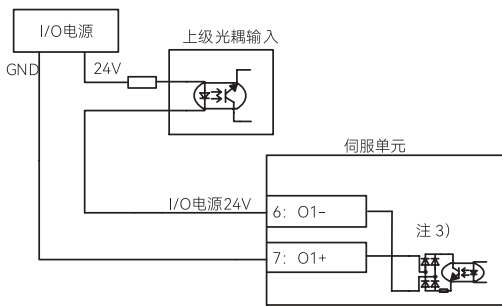 I/O电源
上级光耦输入
GND
24V
伺服单元
I/O电源24V
6: O1-
注 3）
7: O1+